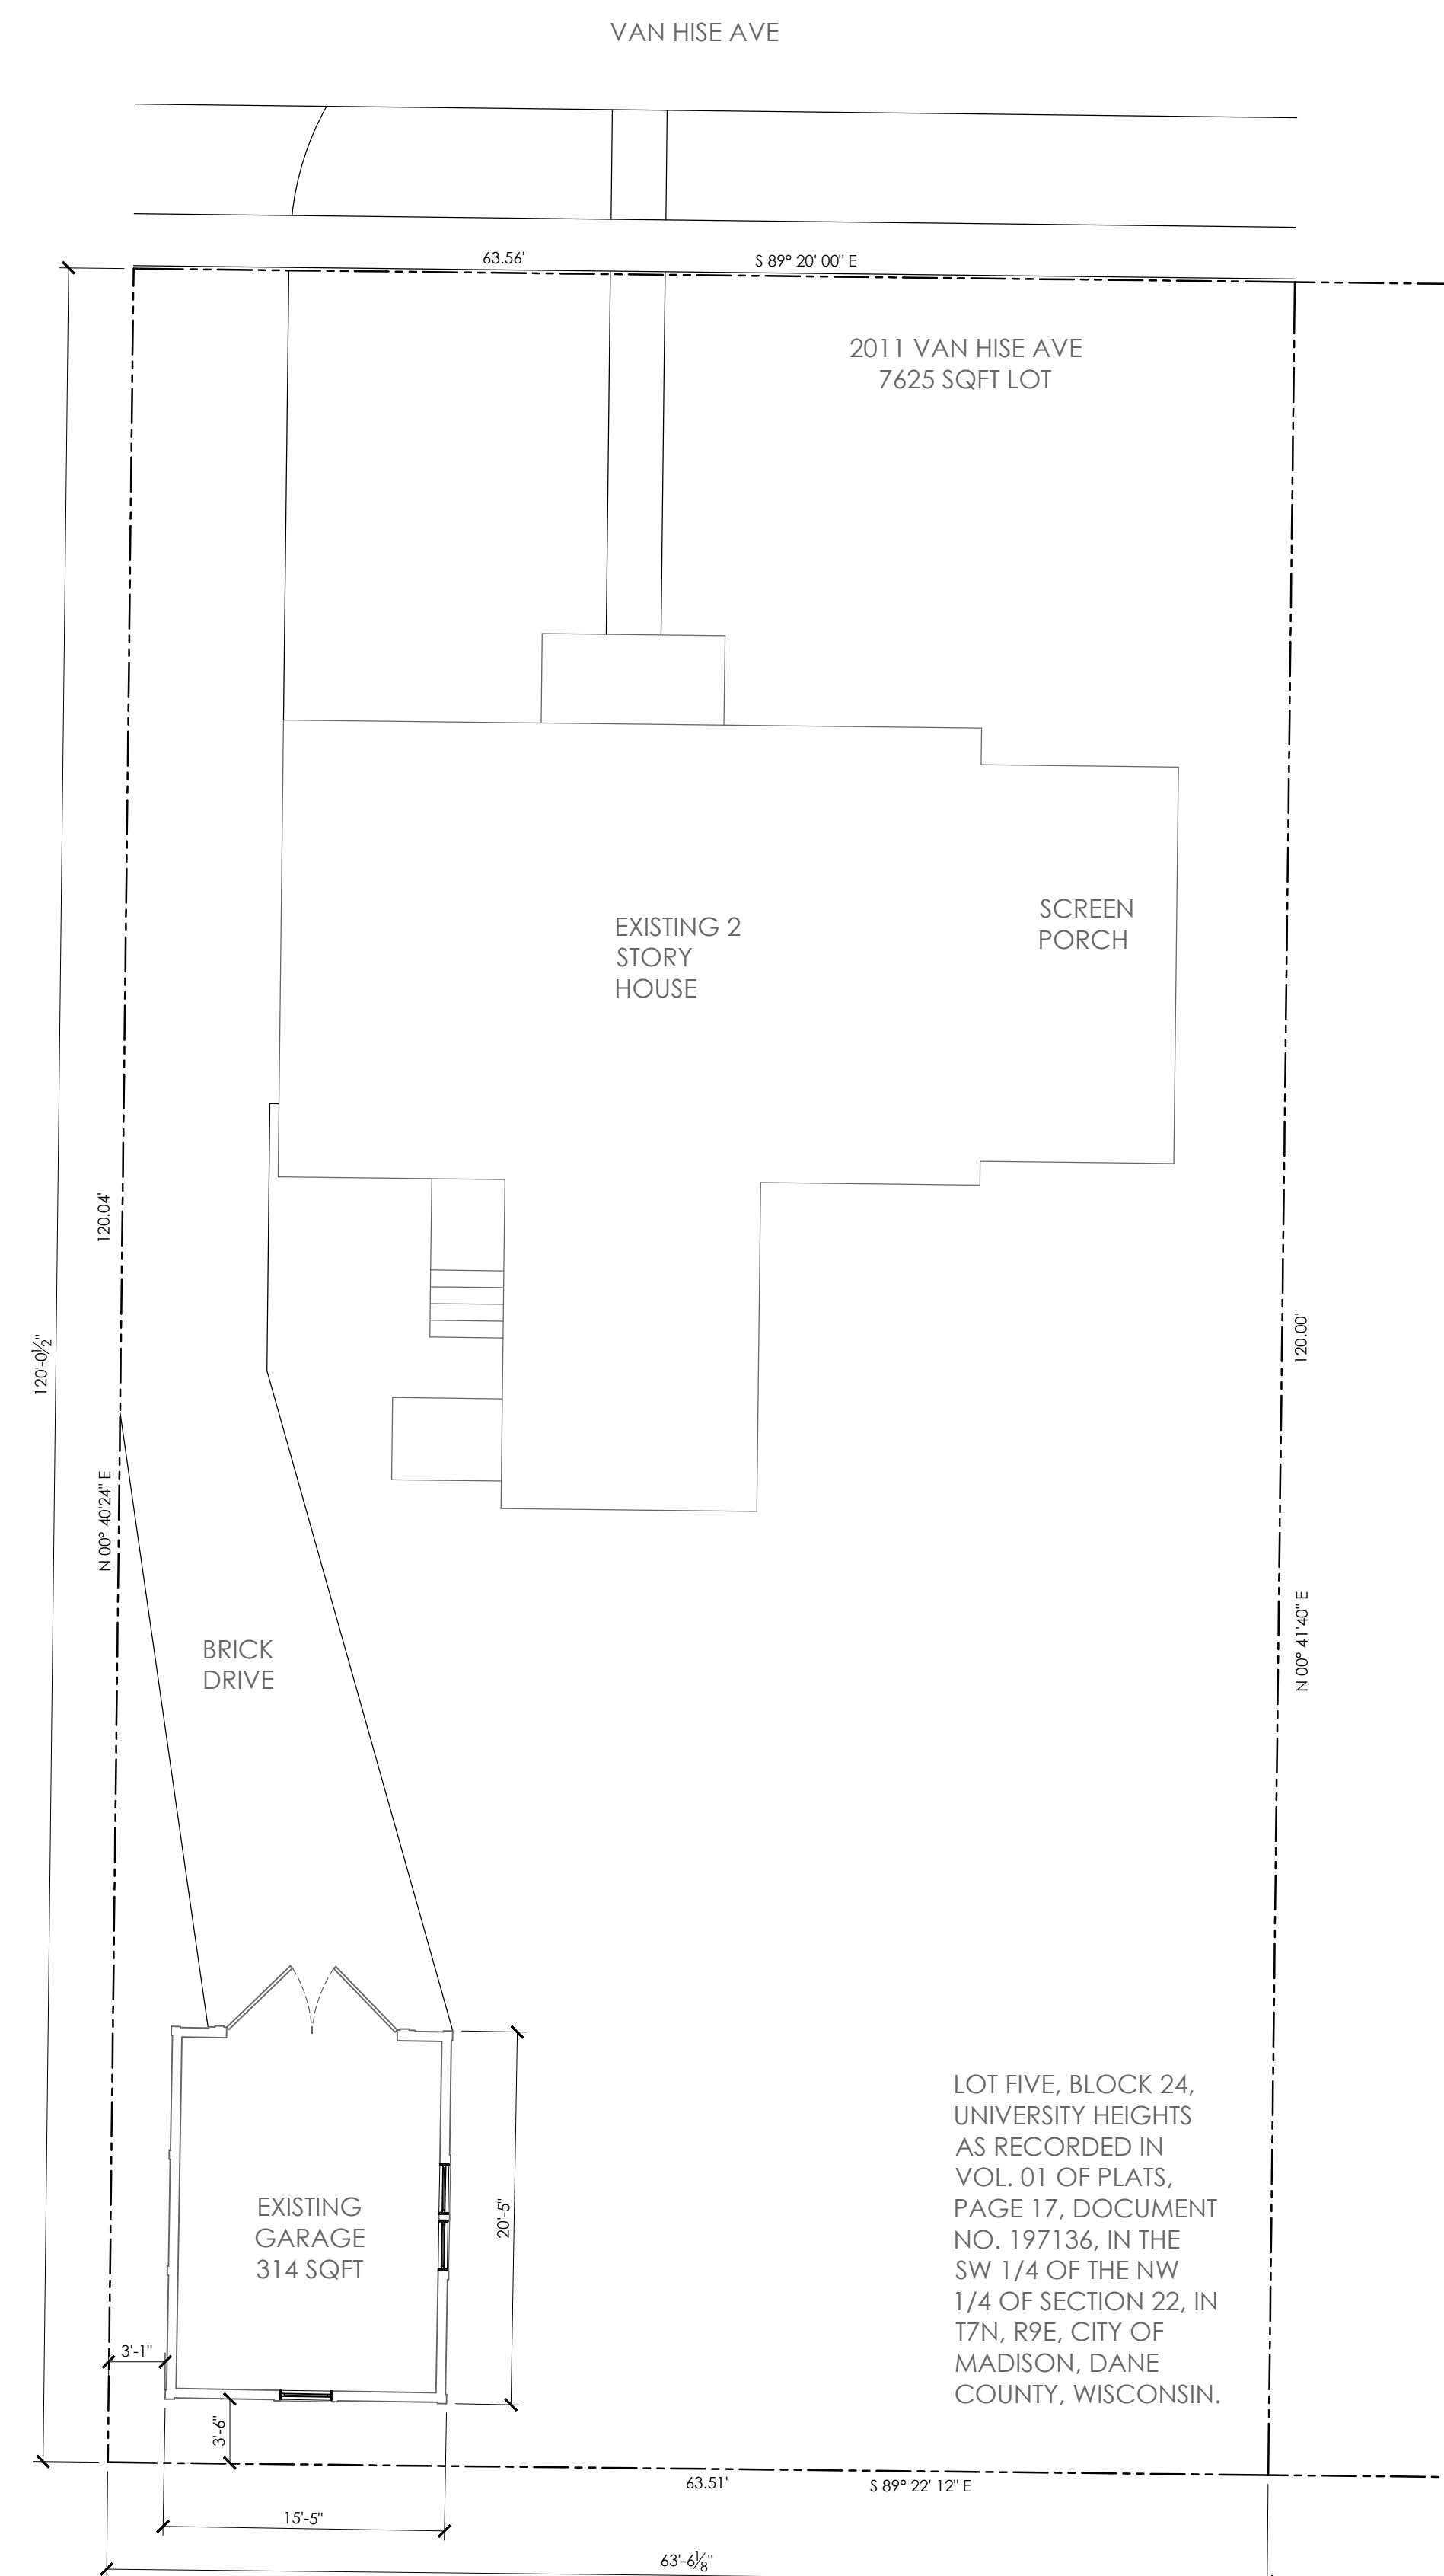 VAN HISE AVE
63.56'
S 89° 20' 00" E
2011 VAN HISE AVE
7625 SQFT LOT
EXISTING 2
STORY
HOUSE
SCREEN
PORCH
120.04'
120'-0½"
120.00'
N 00° 40'24" E
N 00° 41'40" E
BRICK
DRIVE
LOT FIVE, BLOCK 24,
UNIVERSITY HEIGHTS
AS RECORDED IN
VOL. 01 OF PLATS,
PAGE 17, DOCUMENT
NO. 197136, IN THE
SW 1/4 OF THE NW
1/4 OF SECTION 22, IN
T7N, R9E, CITY OF
MADISON, DANE
COUNTY, WISCONSIN.
EXISTING
GARAGE
314 SQFT
20'-5"
3'-1"
3'-6"
63.51'
S 89° 22' 12" E
15'-5"
63'-6⅛"